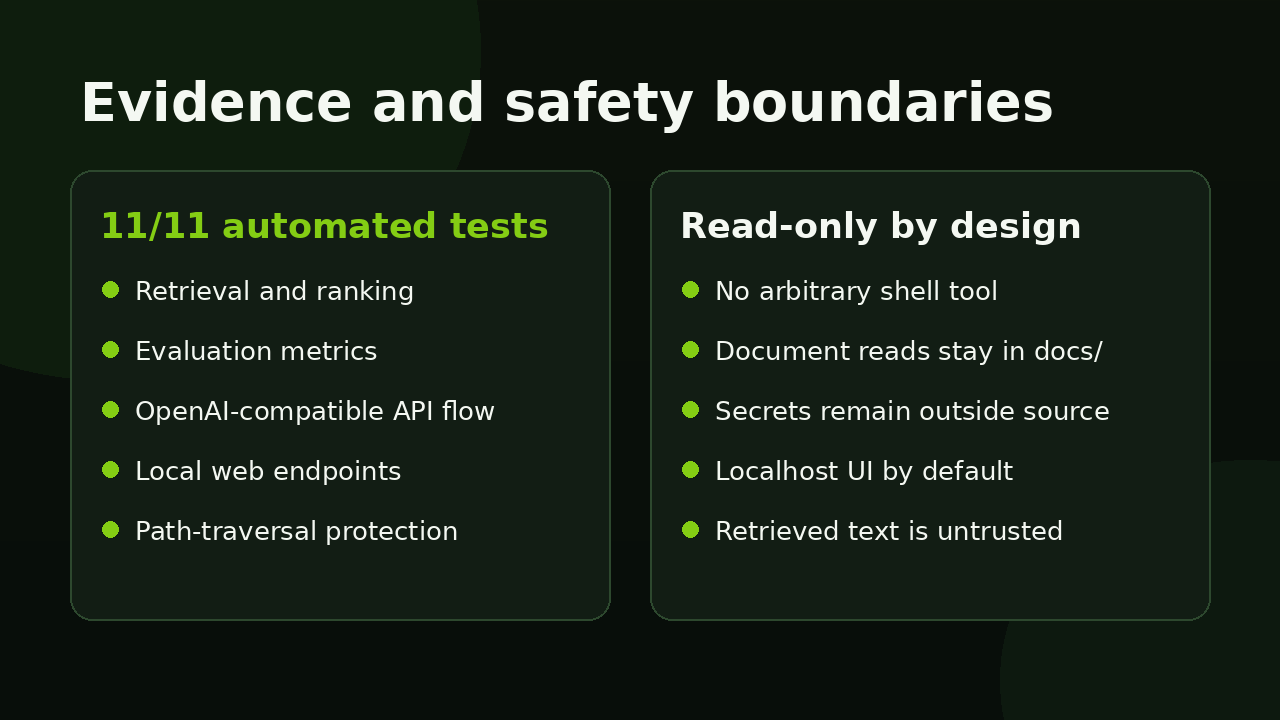 Evidence and safety boundaries
11/11 automated tests
Retrieval and ranking
Evaluation metrics
OpenAI-compatible API flow
Local web endpoints
Path-traversal protection
Read-only by design
No arbitrary shell tool
Document reads stay in docs/
Secrets remain outside source
Localhost UI by default
Retrieved text is untrusted